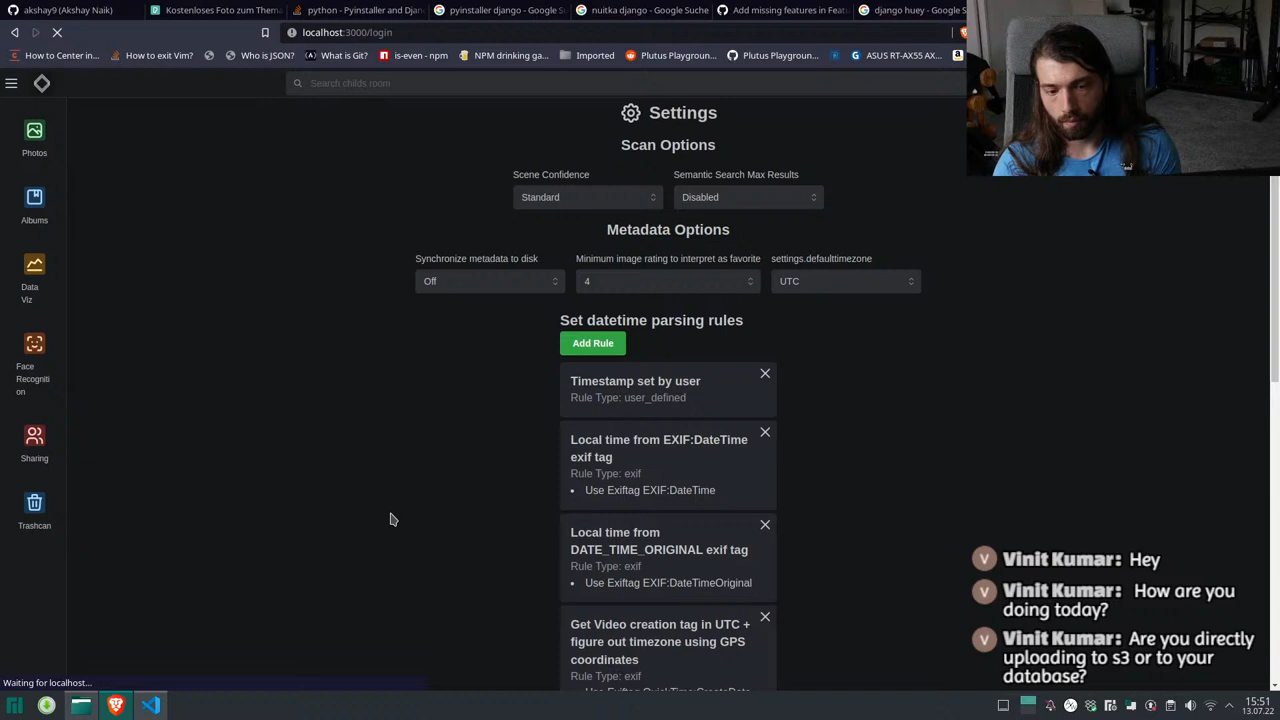 akshay9 (Akshay Naik)
Kostenloses Foto zum Thema
python - Pyinstaller and Djan
pyinstaller django - Google S
nuitka django - Google Suche
Add missing features in Featu
django huey - Google S
localhost:3000/login
How to Center in...
How to exit Vim?
Who is JSON?
What is Git?
is-even - npm
NPM drinking ga...
Imported
Plutus Playgroun...
Plutus Playgroun...
ASUS RT-AX55 AX...
Search childs room
Settings
Scan Options
Scene Confidence
Semantic Search Max Results
Standard
Disabled
Metadata Options
Synchronize metadata to disk
Minimum image rating to interpret as favorite
settings.defaulttimezone
Off
4
UTC
Set datetime parsing rules
Add Rule
Timestamp set by user
Rule Type: user_defined
Local time from EXIF:DateTime
exif tag
Rule Type: exif
• Use Exiftag EXIF:DateTime
Local time from
DATE_TIME_ORIGINAL exif tag
Rule Type: exif
• Use Exiftag EXIF:DateTimeOriginal
Get Video creation tag in UTC +
figure out timezone using GPS
coordinates
Rule Type: exif
Photos
Albums
Data
Viz
Face
Recogniti
on
Sharing
Trashcan
V Vinit Kumar: Hey
V Vinit Kumar: How are you
doing today?
V Vinit Kumar: Are you directly
uploading to s3 or to your
database?
Waiting for localhost...
15:51
13.07.22